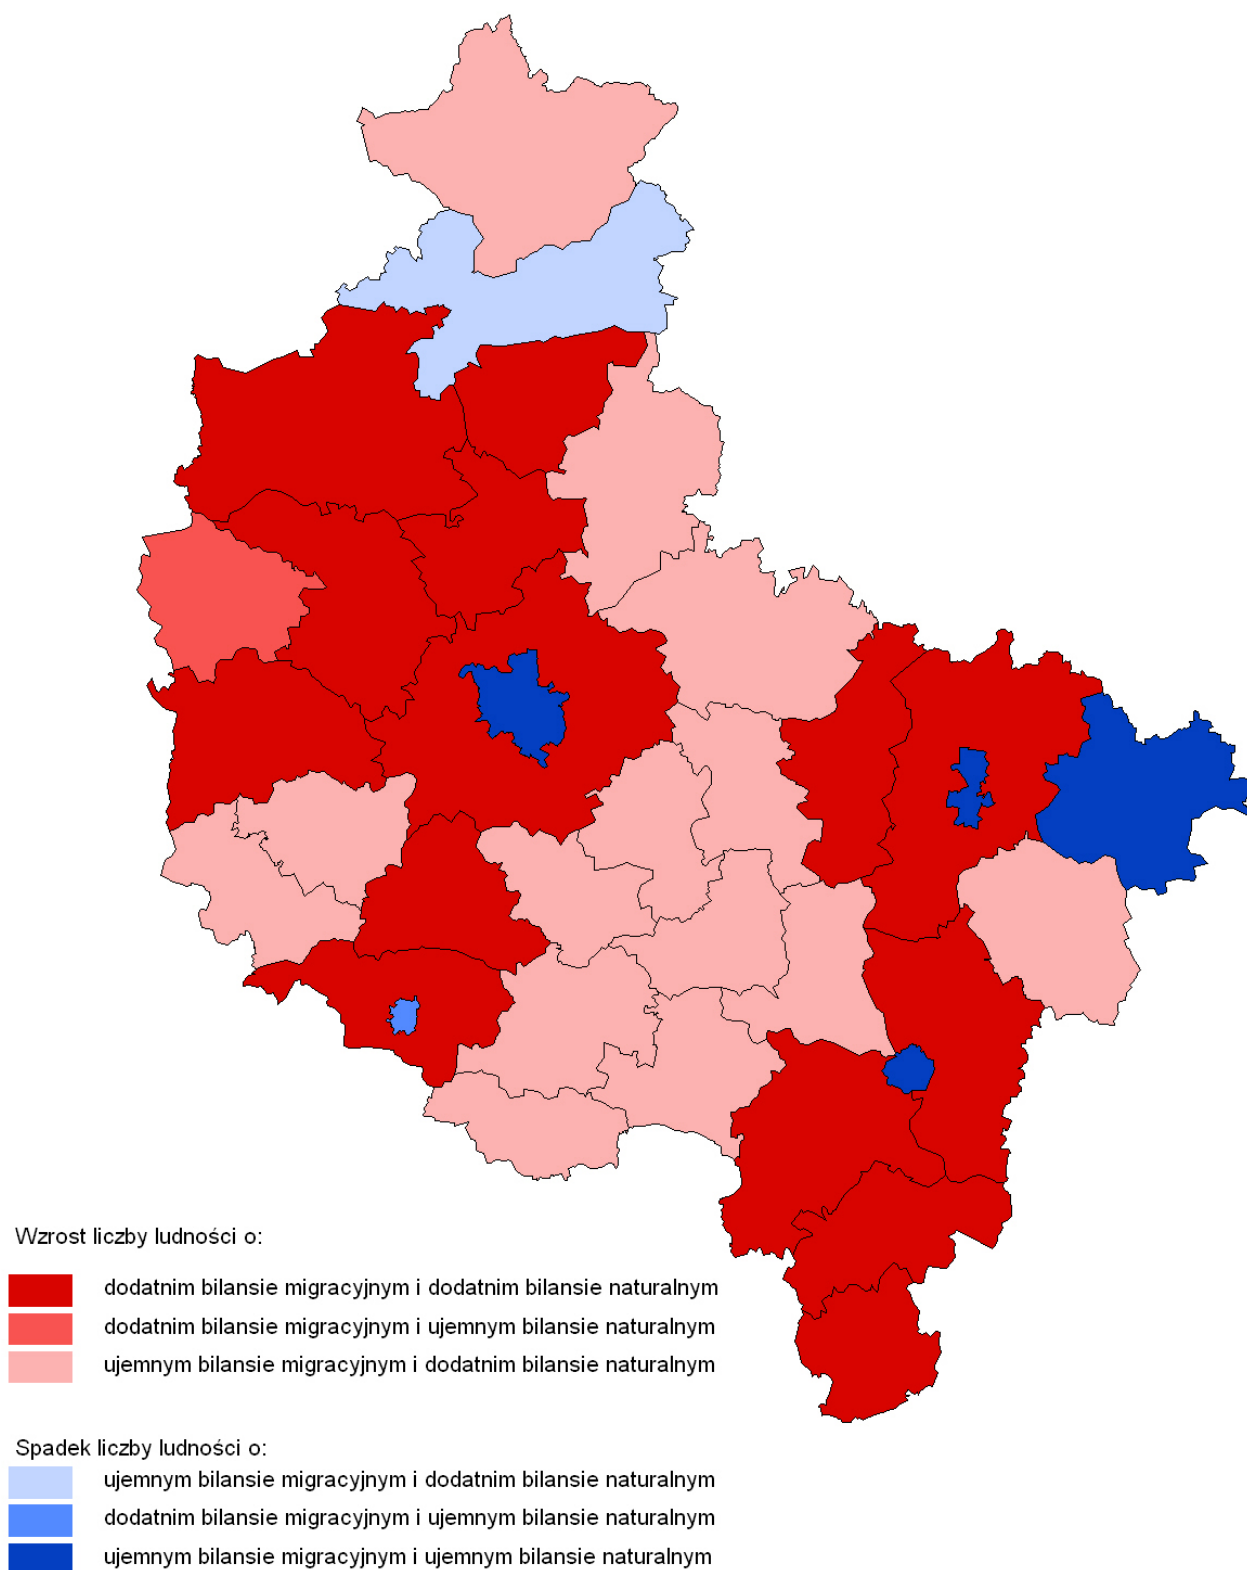 Wzrost liczby ludności o:
dodatnim bilansie migracyjnym i dodatnim bilansie naturalnym
dodatnim bilansie migracyjnym i ujemnym bilansie naturalnym
ujemnym bilansie migracyjnym i dodatnim bilansie naturalnym
Spadek liczby ludności o:
ujemnym bilansie migracyjnym i dodatnim bilansie naturalnym
dodatnim bilansie migracyjnym i ujemnym bilansie naturalnym
ujemnym bilansie migracyjnym i ujemnym bilansie naturalnym